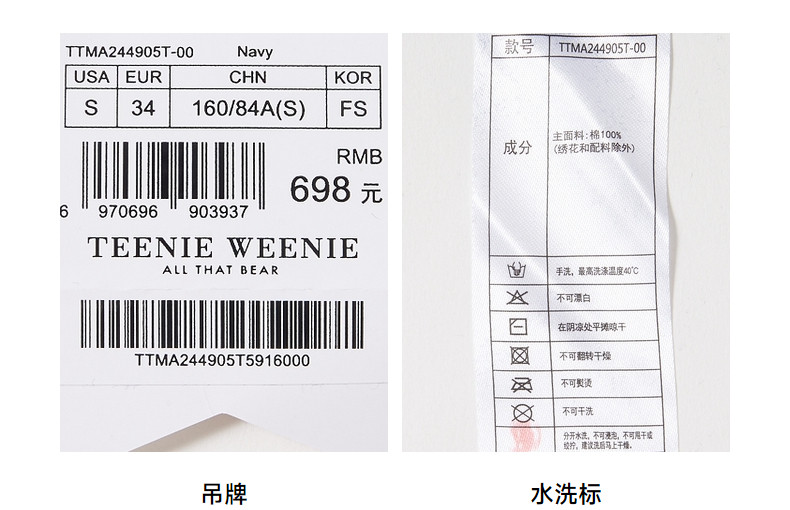 TTMA244905T-00 Navy
USA EUR CHN KOR
S 34 160/84A(S) FS
RMB
698 元
6 970696 903937
TEENIE WEENIE
ALL THAT BEAR
TTMA244905T5916000
吊牌
款号 TTMA244905T-00
成分 主面料:棉100%
(绣花和配料除外)
手洗、最高洗涤温度40℃
不可漂白
在阴凉处平摊晾干
不可翻转干燥
不可熨烫
不可干洗
分开水洗，不可浸泡，不可甩干或
绞拧，建议洗后马上干燥。
水洗标